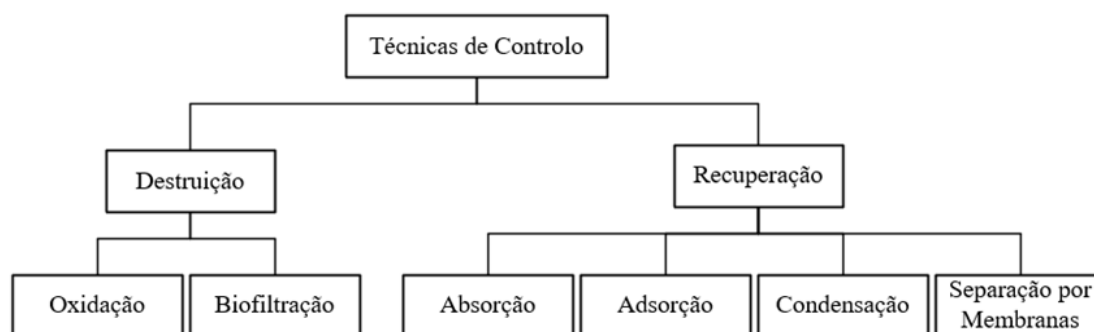 Técnicas de Controlo
Destruição
Recuperação
Oxidação
Biofiltração
Absorção
Adsorção
Condensação
Separação por
Membranas